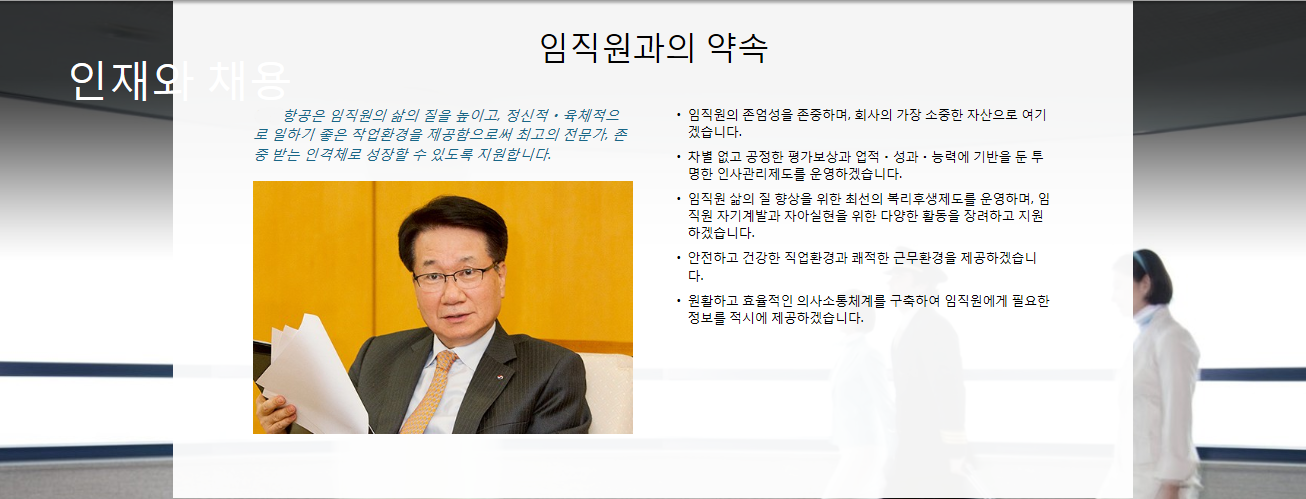 임직원과의 약속
인재와 채용
항공은 임직원의 삶의 질을 높이고, 정신적·육체적으
로 일하기 좋은 작업환경을 제공함으로써 최고의 전문가, 존
중 받는 인격체로 성장할 수 있도록 지원합니다.
• 임직원의 존엄성을 존중하며, 회사의 가장 소중한 자산으로 여기
겠습니다.
• 차별 없고 공정한 평가보상과 업적·성과·능력에 기반을 둔 투
명한 인사관리제도를 운영하겠습니다.
• 임직원 삶의 질 향상을 위한 최선의 복리후생제도를 운영하며, 임
직원 자기계발과 자아실현을 위한 다양한 활동을 장려하고 지원
하겠습니다.
• 안전하고 건강한 직업환경과 쾌적한 근무환경을 제공하겠습니
다.
• 원활하고 효율적인 의사소통체계를 구축하여 임직원에게 필요한
정보를 적시에 제공하겠습니다.